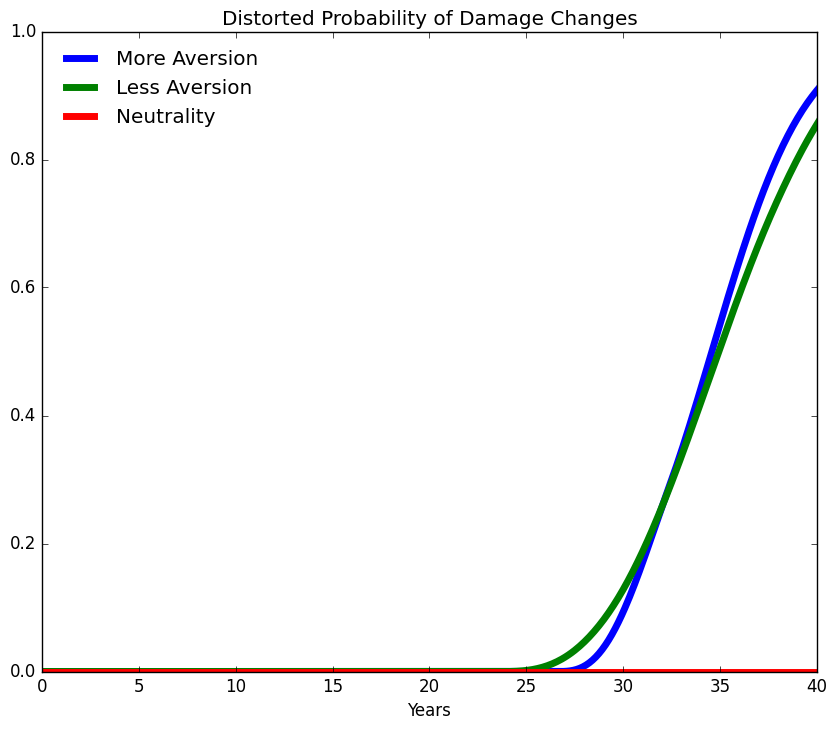 Distorted Probability of Damage Changes
1.0
More Aversion
Less Aversion
Neutrality
0.8
0.6
0.4
0.2
0.0
0 5 10 15 20 25 30 35 40
Years